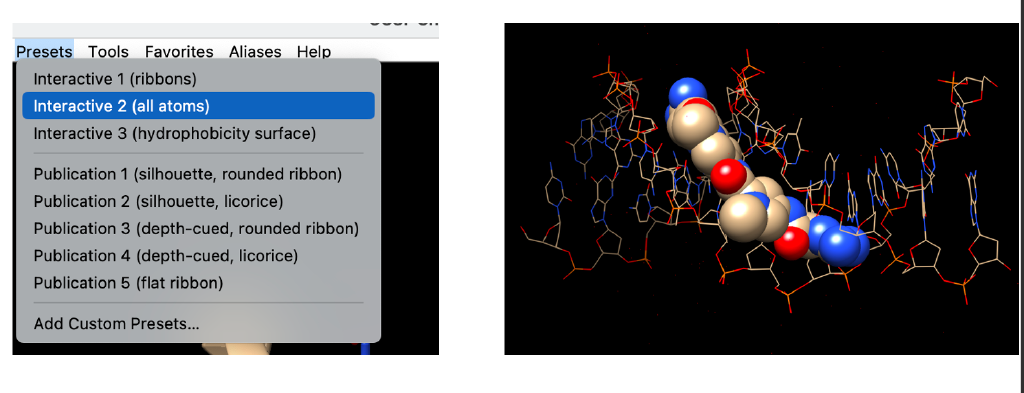 Presets Tools Favorites Aliases Help
Interactive 1 (ribbons)
Interactive 2 (all atoms)
Interactive 3 (hydrophobicity surface)
Publication 1 (silhouette, rounded ribbon)
Publication 2 (silhouette, licorice)
Publication 3 (depth-cued, rounded ribbon)
Publication 4 (depth-cued, licorice)
Publication 5 (flat ribbon)
Add Custom Presets...